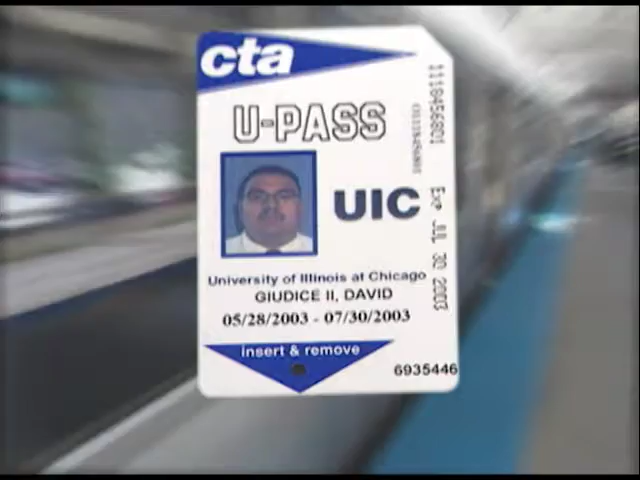 cta
U-PASS
UIC
University of Illinois at Chicago
GIUDICE II, DAVID
05/28/2003 - 07/30/2003
insert & remove
6935446
1118456801 Exp JUL 30 2003